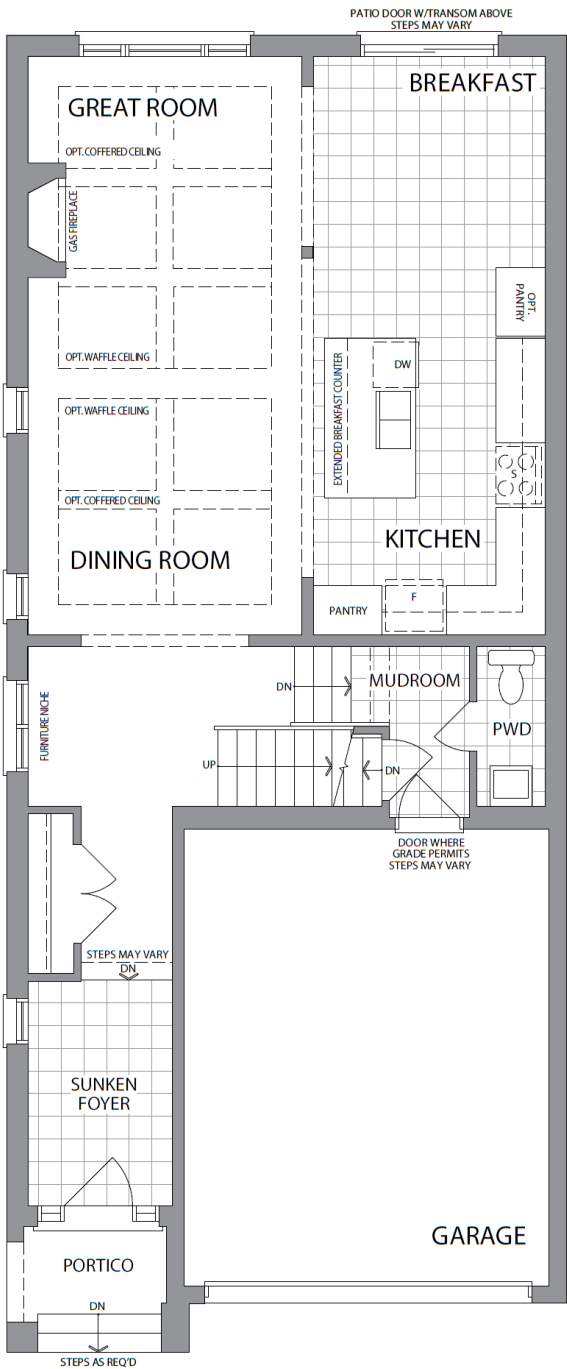 PATIO DOOR W/TRANSOM ABOVE
STEPS MAY VARY
BREAKFAST
GREAT ROOM
OPT. COFFERED CEILING
GAS FIREPLACE
OPT.
PANTRY
OPT. WAFFLE CEILING
EXTENDED BREAKFAST COUNTER
DW
OPT. WAFFLE CEILING
S
OPT. COFFERED CEILING
KITCHEN
DINING ROOM
PANTRY
F
MUDROOM
DN
FURNITURE NICHE
PWD
UP
DN
DOOR WHERE
GRADE PERMITS
STEPS MAY VARY
STEPS MAY VARY
DN
SUNKEN
FOYER
GARAGE
PORTICO
DN
STEPS AS REQ'D